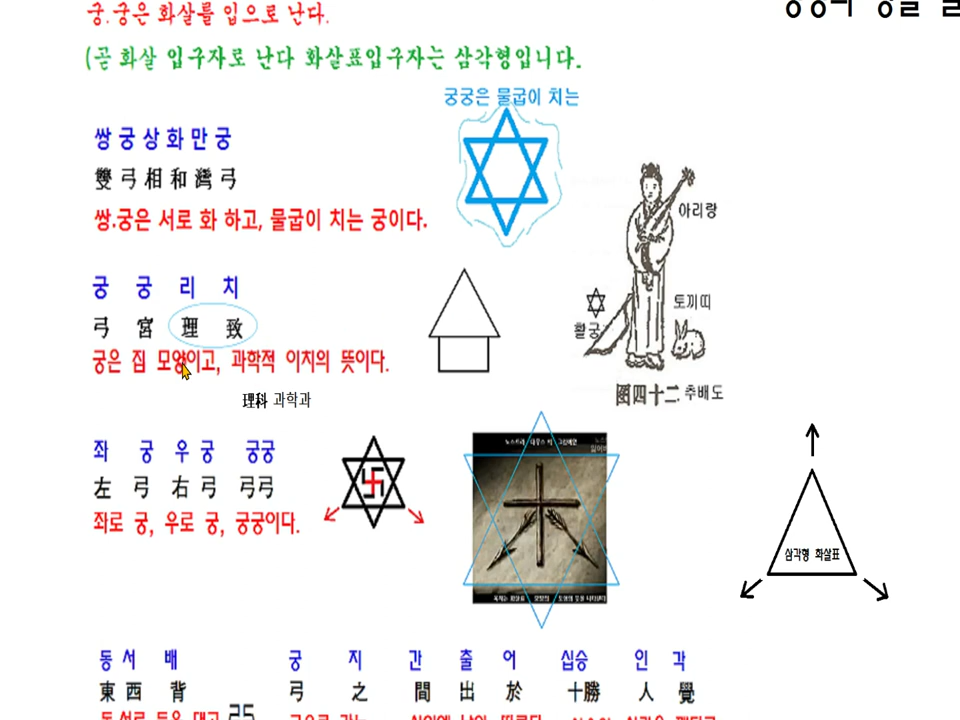 궁.궁은 화살를 입으로 난다.
(곧 화살 입구자로 난다 화살표입구자는 삼각형입니다.
궁궁은 물굽이 치는
쌍 궁 상 화 만 궁
雙 弓 相 和 灣 弓
쌍.궁은 서로 화 하고, 물굽이 치는 궁이다.
아리랑
궁 궁 리 치
弓 宮 理 致
궁은 집 모양이고, 과학적 이치의 뜻이다.
理科 과학과
토끼띠
활궁
圖四十二 추배도
좌 궁 우 궁 궁궁
左 弓 右 弓 弓弓
좌로 궁, 우로 궁, 궁궁이다.
卐
삼각형 화살표
동 서 배 궁 지 간 출 어 십승 인 각
東 西 背 弓 之 間 出 於 十勝 人 覺